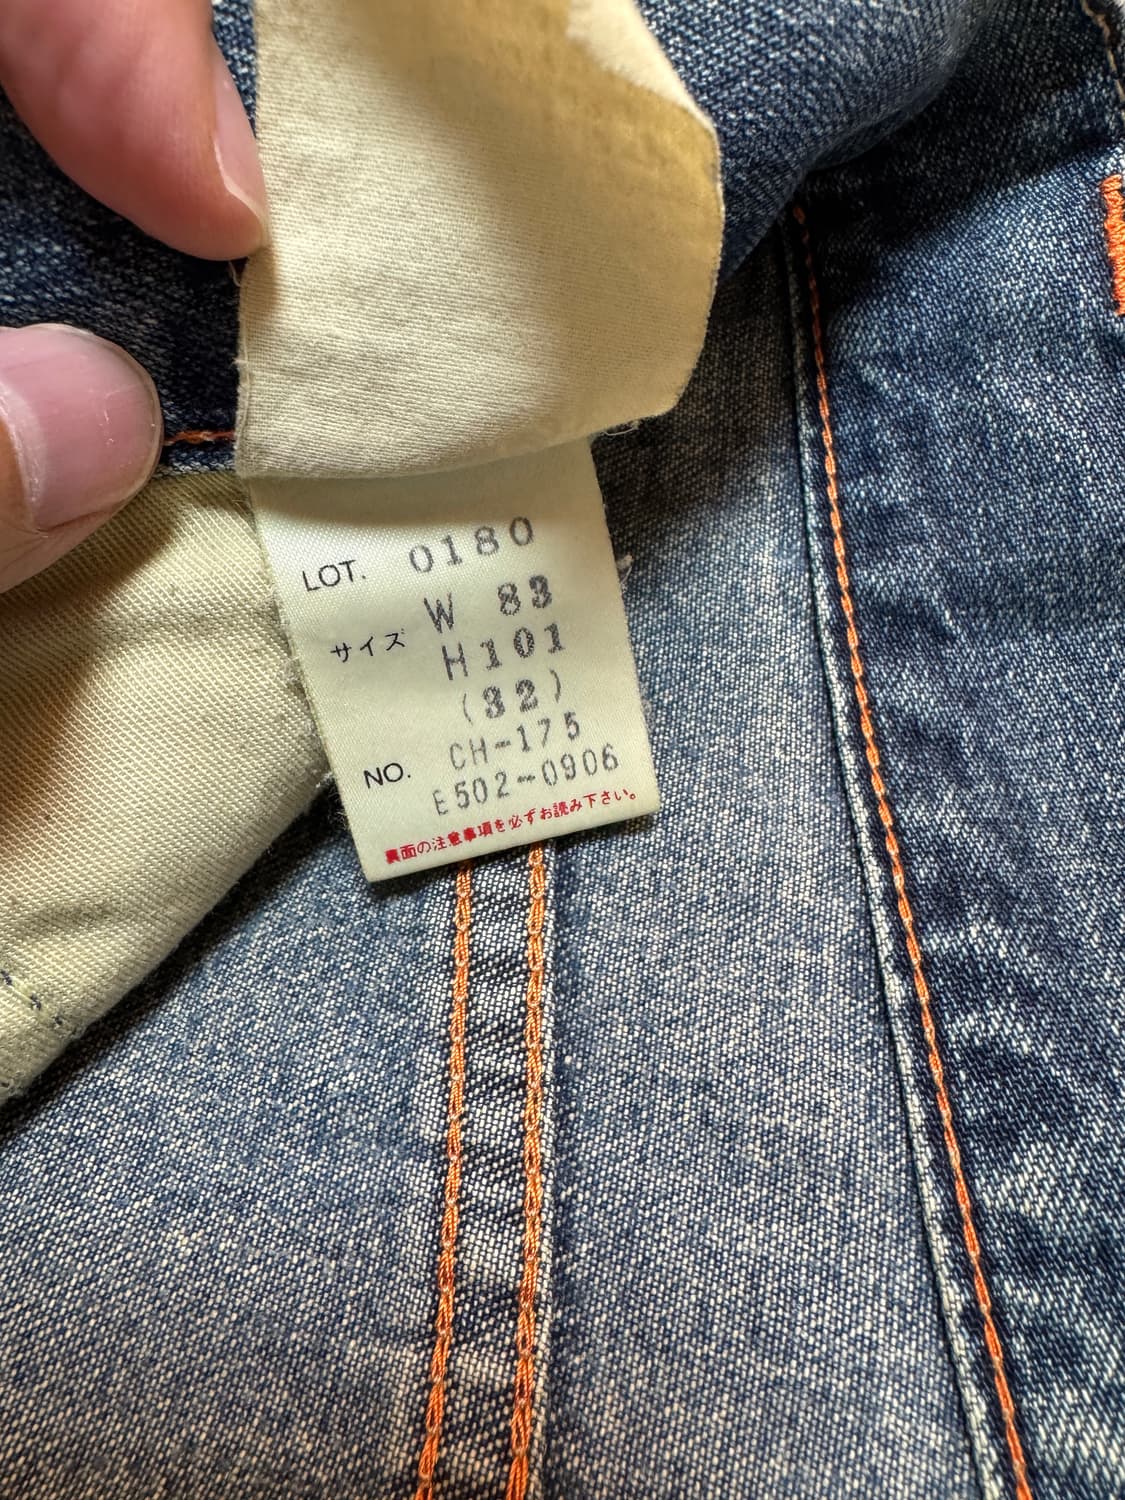 LOT. 0180
W 83
サイズ H101
(32)
CH-175
NO. E502-0906
裏面の注意事項を必ずお読み下さい。